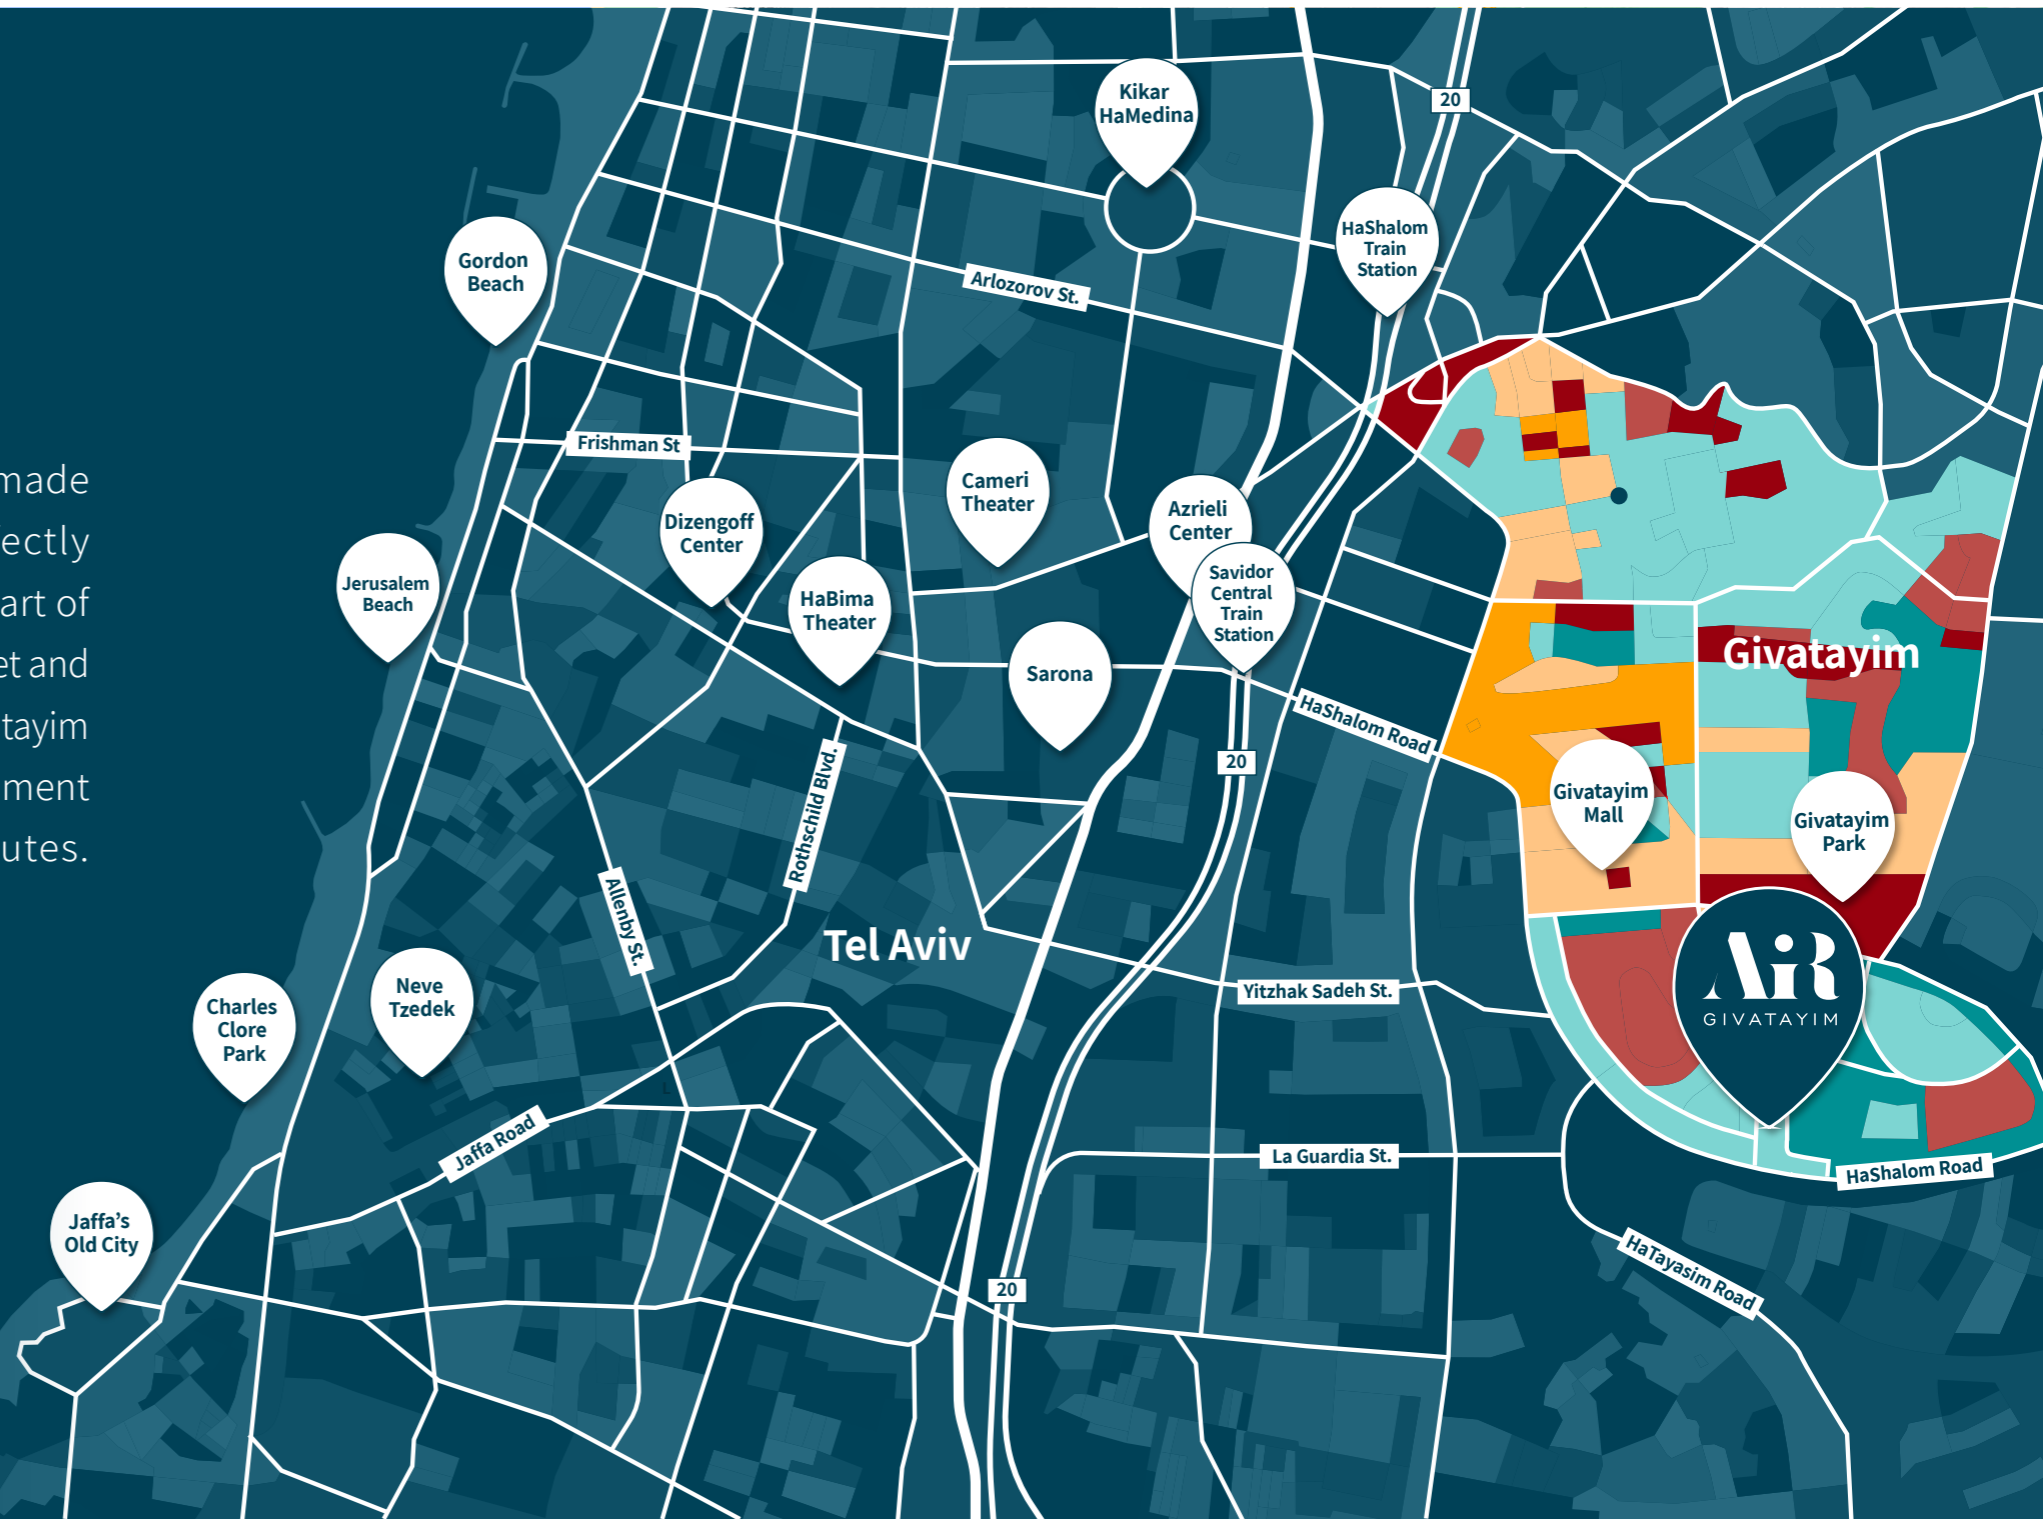 made
ectly
art of
et and
tayim
ment
utes.
Kikar
HaMedina
20
HaShalom
Train
Station
Gordon
Beach
Arlozorov St.
Frishman St
Cameri
Theater
Azrieli
Center
Dizengoff
Center
Jerusalem
Beach
HaBima
Theater
Savidor
Central
Train
Station
Sarona
Givatayim
HaShalom Road
20
Rothschild Blvd.
Givatayim
Mall
Givatayim
Park
Allenby St.
Tel Aviv
AiR
GIVATAYIM
Neve
Tzedek
Charles
Clore
Park
Yitzhak Sadeh St.
Jaffa Road
La Guardia St.
HaShalom Road
Jaffa’s
Old City
HaTayasim Road
20